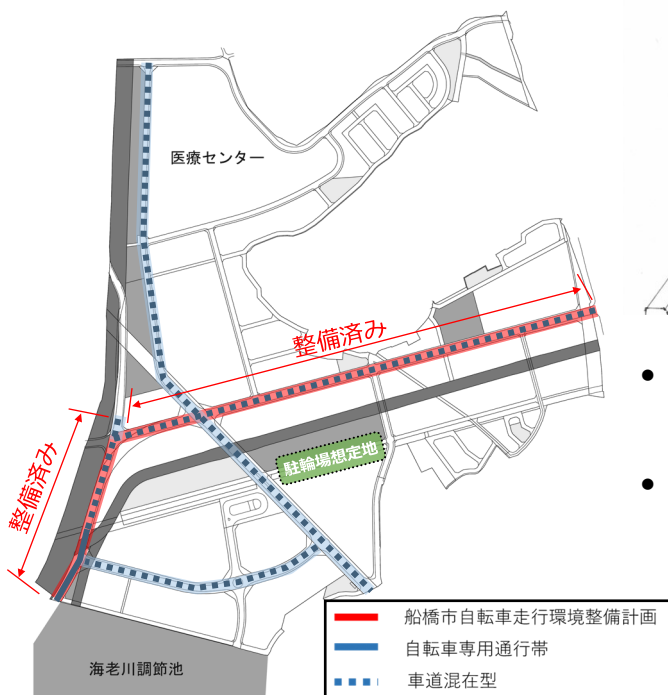 医療センター
整備済み
整備済み
駐輪場想定地
海老川調節池
船橋市自転車走行環境整備計画
自転車専用通行帯
車道混在型